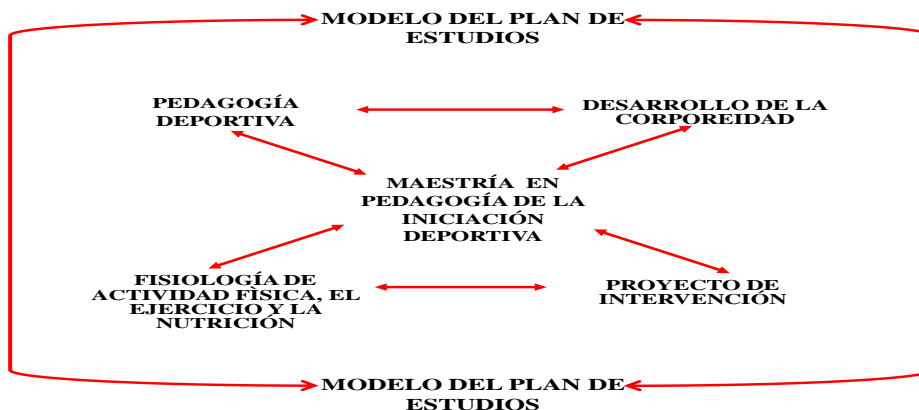 MODELO DEL PLAN DE
ESTUDIOS
PEDAGOGÍA
DEPORTIVA
DESARROLLO DE LA
CORPOREIDAD
MAESTRÍA EN
PEDAGOGÍA DE LA
INICIACIÓN
DEPORTIVA
FISIOLOGÍA DE
ACTIVIDAD FÌSICA, EL
EJERCICIO Y LA
NUTRICIÓN
PROYECTO DE
INTERVENCIÓN
MODELO DEL PLAN DE
ESTUDIOS